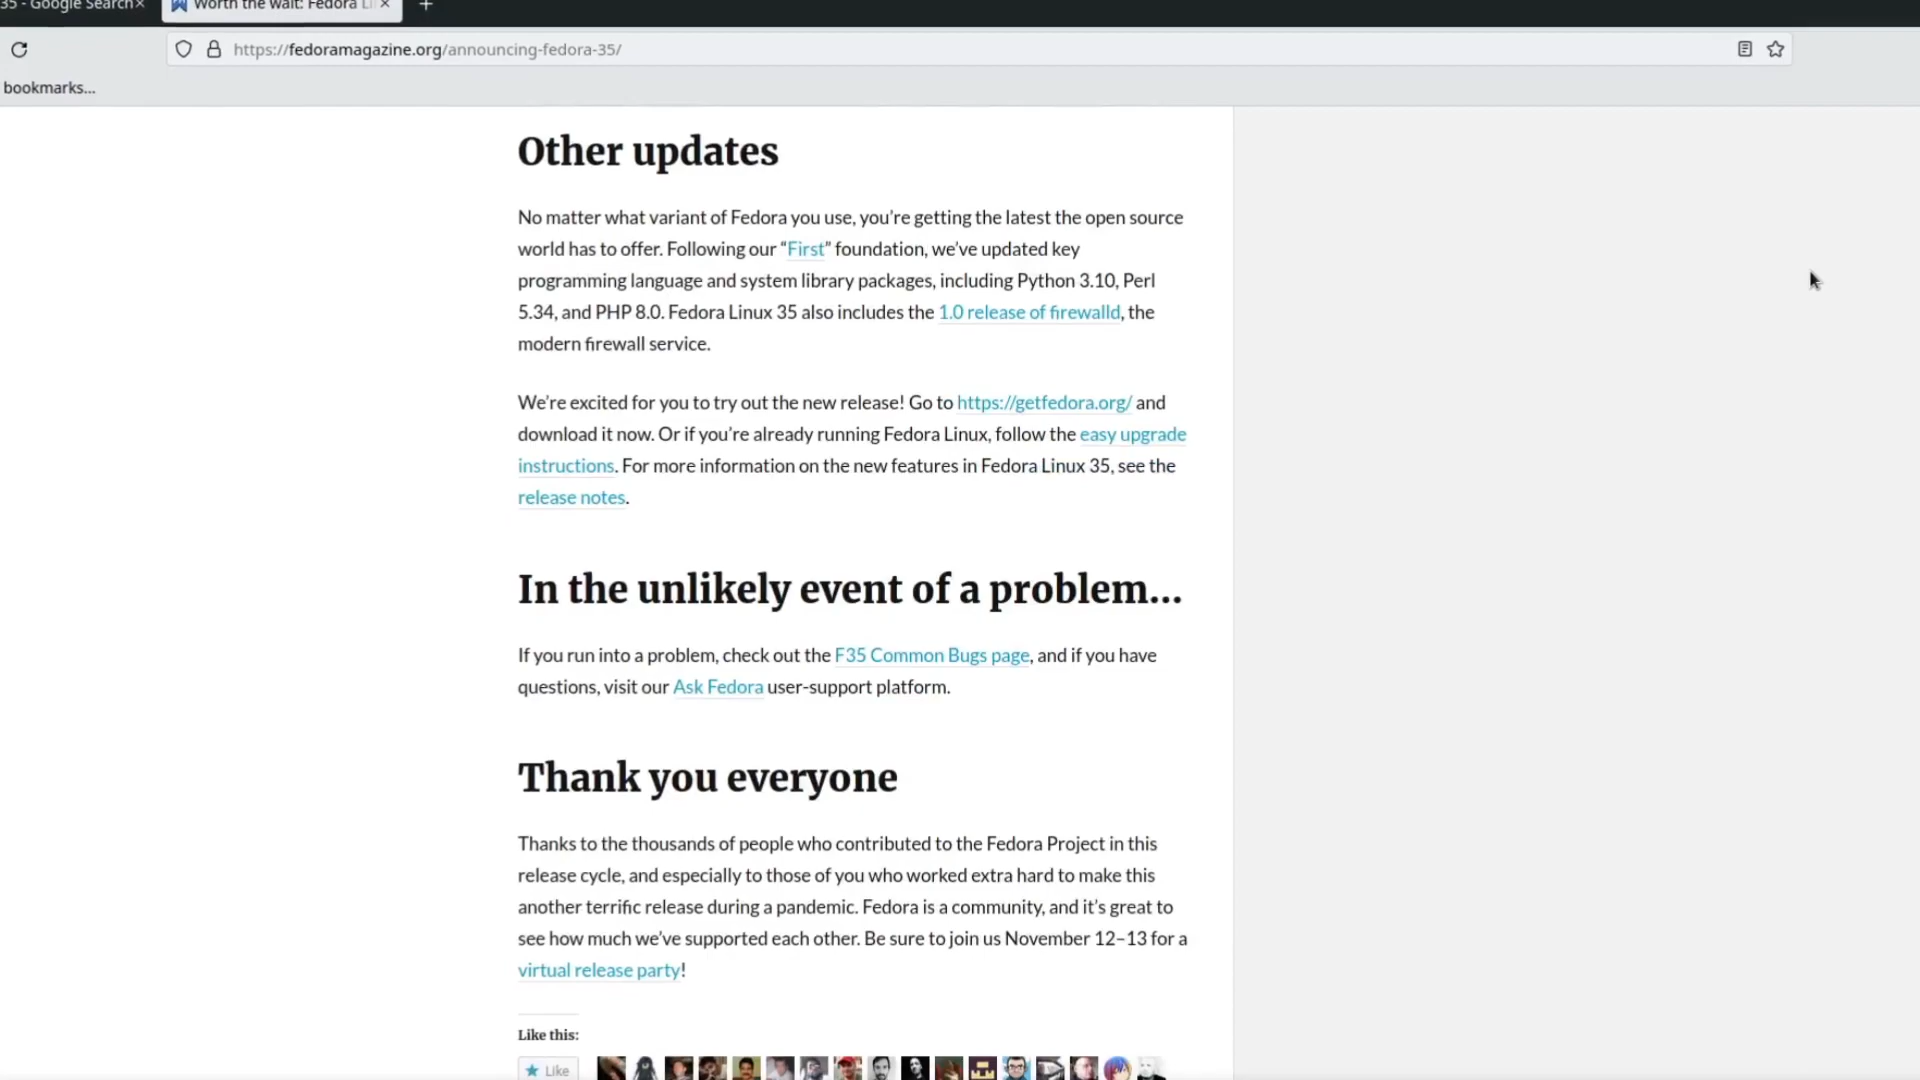 35 - Google Search
Worth the wait: Fedora Li
https://fedoramagazine.org/announcing-fedora-35/
bookmarks...
Other updates
No matter what variant of Fedora you use, you’re getting the latest the open source
world has to offer. Following our “First” foundation, we’ve updated key
programming language and system library packages, including Python 3.10, Perl
5.34, and PHP 8.0. Fedora Linux 35 also includes the 1.0 release of firewalld, the
modern firewall service.
We’re excited for you to try out the new release! Go to https://getfedora.org/ and
download it now. Or if you’re already running Fedora Linux, follow the easy upgrade
instructions. For more information on the new features in Fedora Linux 35, see the
release notes.
In the unlikely event of a problem…
If you run into a problem, check out the F35 Common Bugs page, and if you have
questions, visit our Ask Fedora user-support platform.
Thank you everyone
Thanks to the thousands of people who contributed to the Fedora Project in this
release cycle, and especially to those of you who worked extra hard to make this
another terrific release during a pandemic. Fedora is a community, and it’s great to
see how much we’ve supported each other. Be sure to join us November 12–13 for a
virtual release party!
Like this:
Like